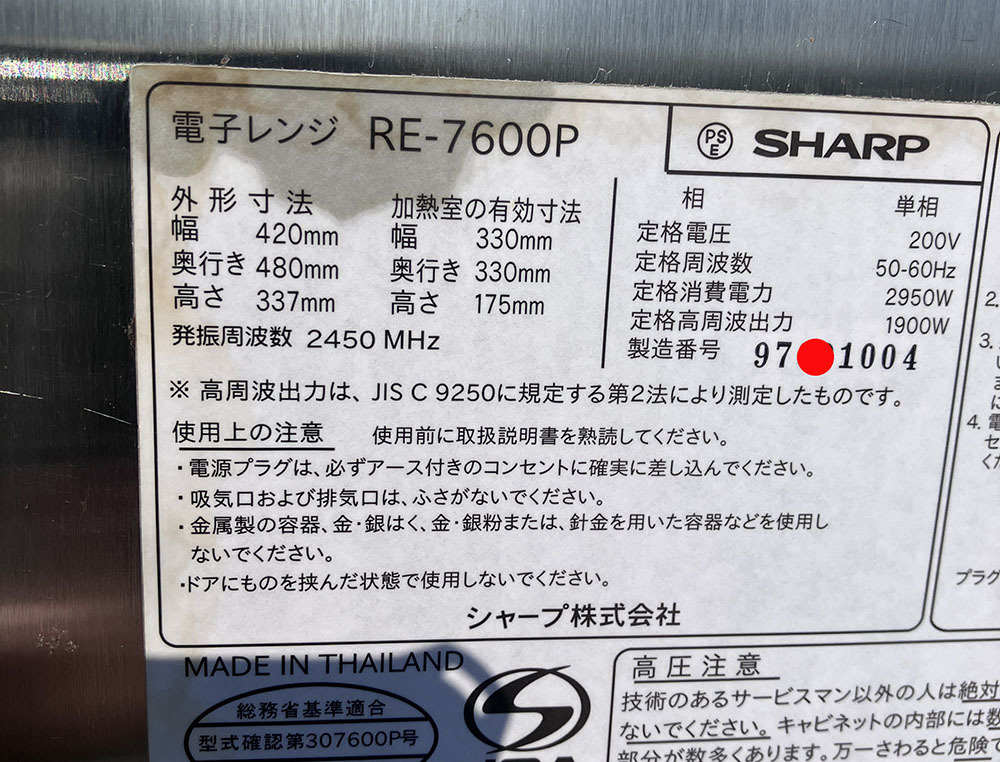 電子レンジ RE-7600P
PS
E
SHARP
外形寸法
幅 420mm
奥行き 480mm
高さ 337mm
加熱室の有効寸法
幅 330mm
奥行き 330mm
高さ 175mm
発振周波数 2450 MHz
相 単相
定格電圧 200V
定格周波数 50-60Hz
定格消費電力 2950W
定格高周波出力 1900W
製造番号 97 1004
※ 高周波出力は、JIS C 9250に規定する第2法により測定したものです。
使用上の注意 使用前に取扱説明書を熟読してください。
・電源プラグは、必ずアース付きのコンセントに確実に差し込んでください。
・吸気口および排気口は、ふさがないでください。
・金属製の容器、金・銀はく、金・銀粉または、針金を用いた容器などを使用し
ないでください。
・ドアにものを挟んだ状態で使用しないでください。
シャープ株式会社
MADE IN THAILAND
総務省基準適合
型式確認第307600P号
高圧注意
技術のあるサービスマン以外の人は絶対
ないでください。キャビネットの内部には数
部分が数多くあります。万一さわると危険で
2.
3.
4. 電
セ
くた
プラグ